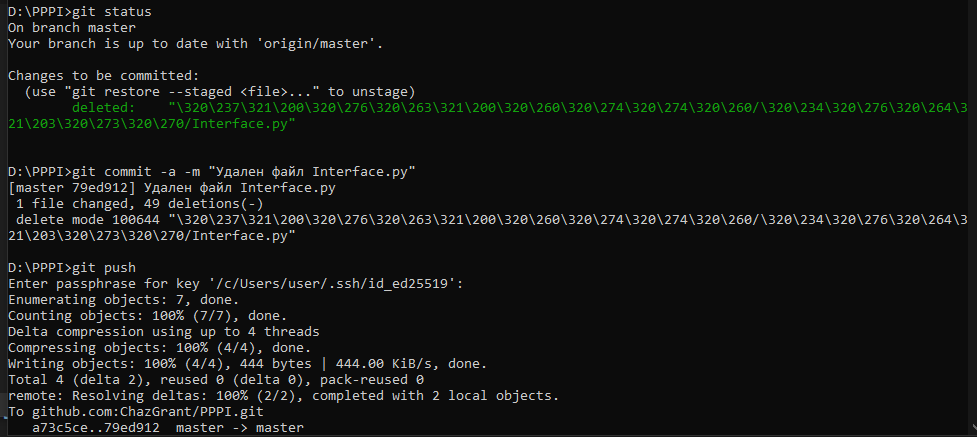 D:\PPPI>git status
On branch master
Your branch is up to date with 'origin/master'.
Changes to be committed:
(use "git restore --staged <file>..." to unstage)
deleted: "\320\237\321\200\320\276\320\263\321\200\320\260\320\274\320\274\320\260/\320\234\320\276\320\264\3
21\203\320\273\320\270/Interface.py"
D:\PPPI>git commit -a -m "Удален файл Interface.py"
[master 79ed912] Удален файл Interface.py
1 file changed, 49 deletions(-)
delete mode 100644 "\320\237\321\200\320\276\320\263\321\200\320\260\320\274\320\274\320\260/\320\234\320\276\320\264\3
21\203\320\273\320\270/Interface.py"
D:\PPPI>git push
Enter passphrase for key '/c/Users/user/.ssh/id_ed25519':
Enumerating objects: 7, done.
Counting objects: 100% (7/7), done.
Delta compression using up to 4 threads
Compressing objects: 100% (4/4), done.
Writing objects: 100% (4/4), 444 bytes | 444.00 KiB/s, done.
Total 4 (delta 2), reused 0 (delta 0), pack-reused 0
remote: Resolving deltas: 100% (2/2), completed with 2 local objects.
To github.com:ChazGrant/PPPI.git
a73c5ce..79ed912 master -> master